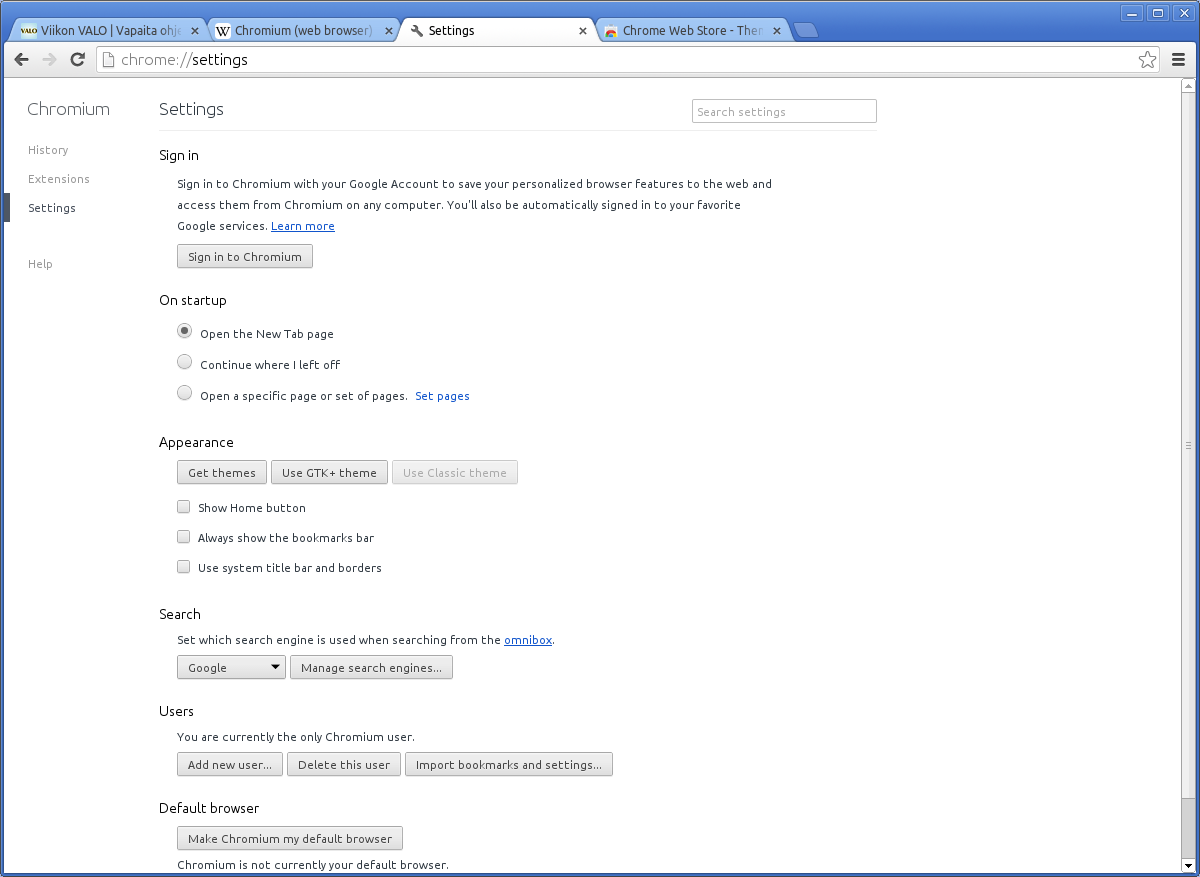 VALO Viikon VALO | Vapaita ohje
W Chromium (web browser)
Settings
Chrome Web Store - Ther
chrome://settings
Chromium
Settings
Search settings
History
Extensions
Settings
Help
Sign in
Sign in to Chromium with your Google Account to save your personalized browser features to the web and
access them from Chromium on any computer. You'll also be automatically signed in to your favorite
Google services. Learn more
Sign in to Chromium
On startup
Open the New Tab page
Continue where I left off
Open a specific page or set of pages. Set pages
Appearance
Get themes Use GTK+ theme Use Classic theme
Show Home button
Always show the bookmarks bar
Use system title bar and borders
Search
Set which search engine is used when searching from the omnibox.
Google Manage search engines...
Users
You are currently the only Chromium user.
Add new user... Delete this user Import bookmarks and settings...
Default browser
Make Chromium my default browser
Chromium is not currently your default browser.